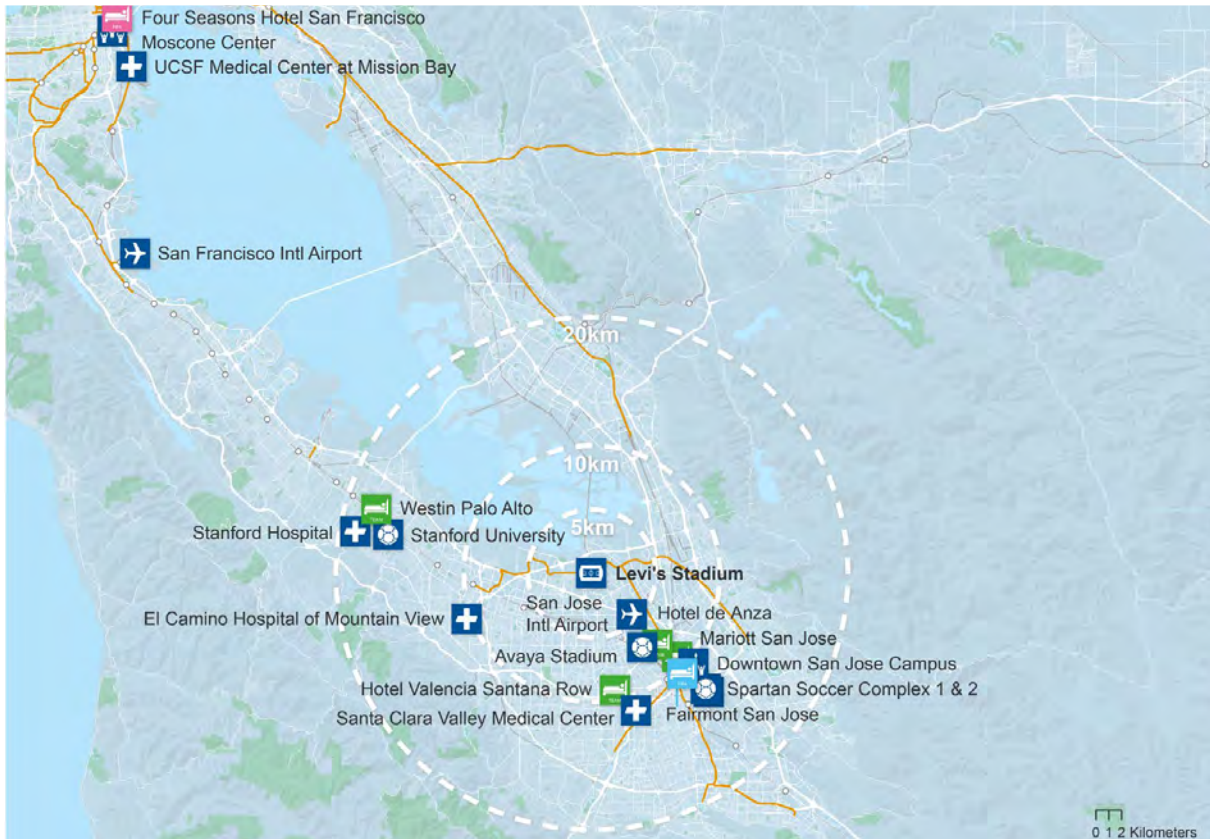 Four Seasons Hotel San Francisco
Moscone Center
UCSF Medical Center at Mission Bay
San Francisco Intl Airport
20km
10km
5km
Westin Palo Alto
Stanford Hospital
Stanford University
Levi's Stadium
San Jose
Intl Airport
Hotel de Anza
El Camino Hospital of Mountain View
Mariott San Jose
Avaya Stadium
Downtown San Jose Campus
Hotel Valencia Santana Row
Spartan Soccer Complex 1 & 2
Santa Clara Valley Medical Center
Fairmont San Jose
0 1 2 Kilometers